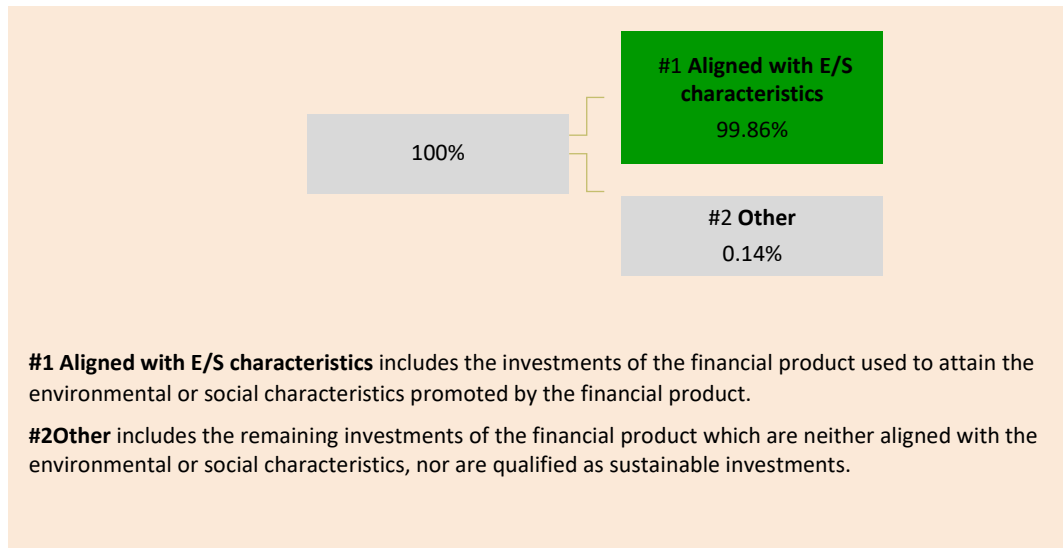 #1 Aligned with E/S
characteristics
99.86%
100%
#2 Other
0.14%
#1 Aligned with E/S characteristics includes the investments of the financial product used to attain the
environmental or social characteristics promoted by the financial product.
#2Other includes the remaining investments of the financial product which are neither aligned with the
environmental or social characteristics, nor are qualified as sustainable investments.